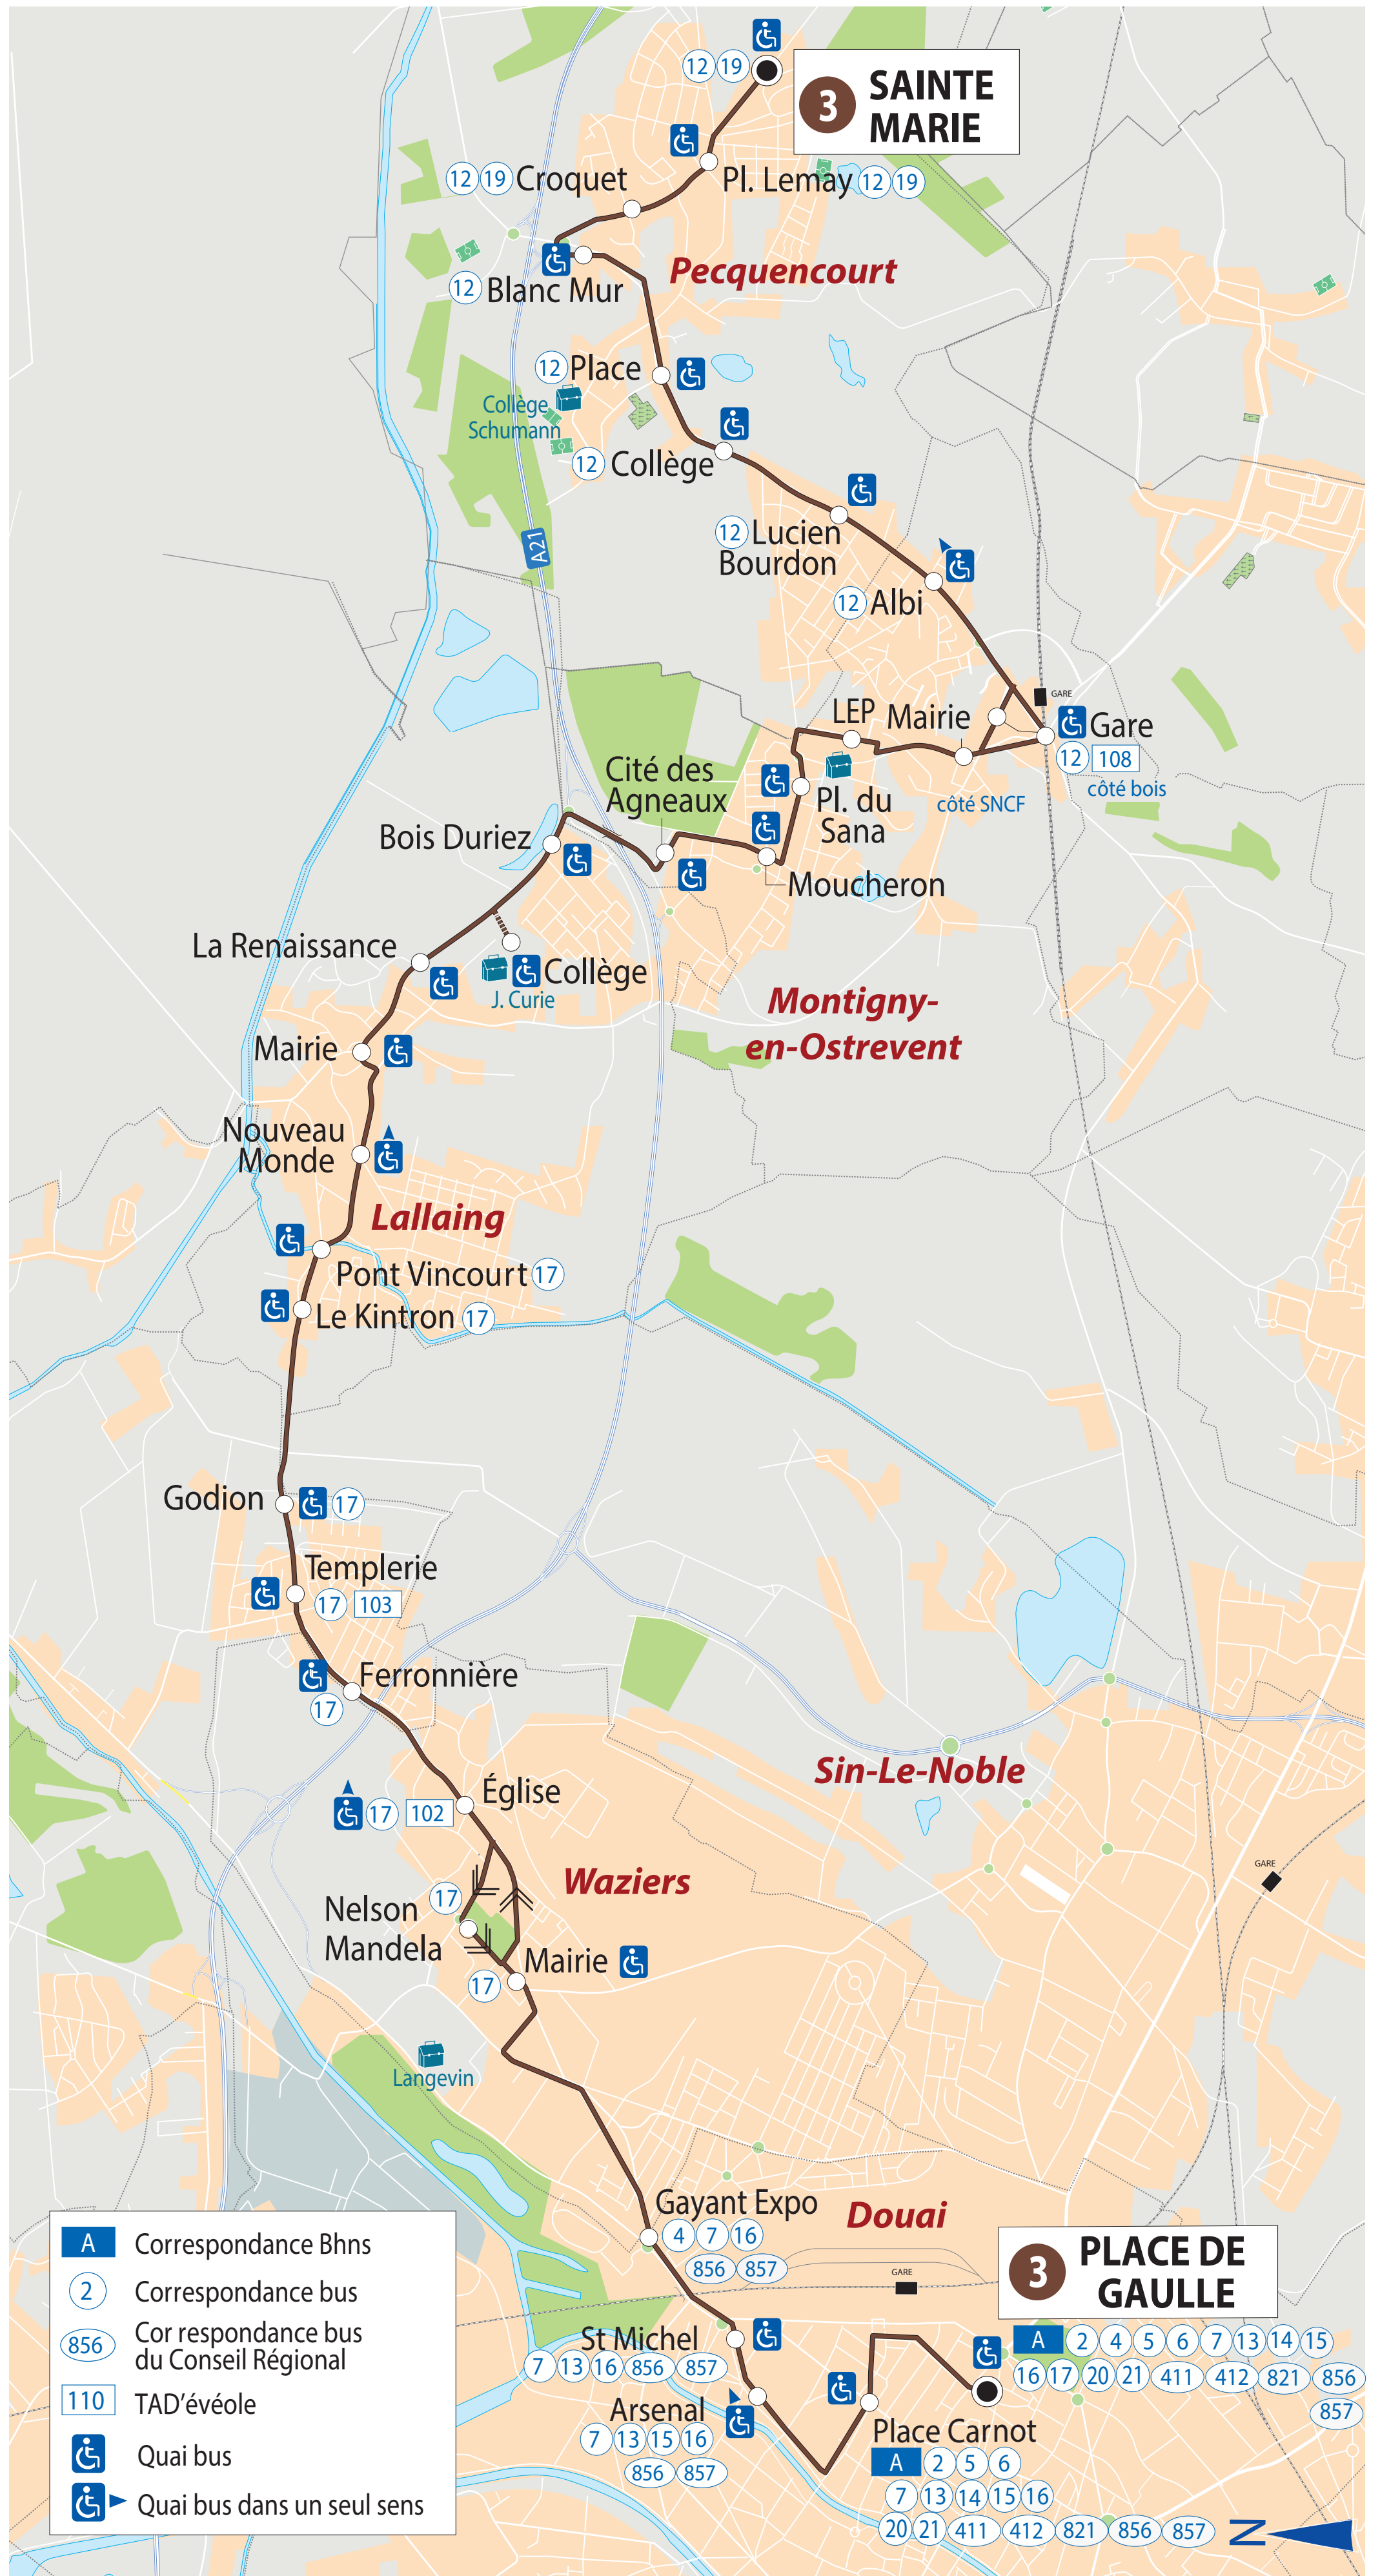 12 19
3 SAINTE
MARIE
12 19 Croquet
Pl. Lemay 12 19
Pecquencourt
12 Blanc Mur
12 Place
Collège
Schumann
12 Collège
A21
12 Lucien
Bourdon
12 Albi
GARE
LEP Mairie
Gare
12 108
côté bois
côté SNCF
Cité des
Agneaux
Pl. du
Sana
Bois Duriez
Moucheron
La Renaissance
Collège
J. Curie
Montigny-
en-Ostrevent
Mairie
Nouveau
Monde
Lallaing
Pont Vincourt 17
Le Kintron 17
Godion 17
Templerie
17 103
Ferronnière
17
Sin-Le-Noble
Église
17 102
GARE
Waziers
17
Nelson
Mandela
Mairie
17
Langevin
Gayant Expo
4 7 16
856 857
Douai
GARE
3 PLACE DE
GAULLE
A 2 4 5 6 7 13 14 15
16 17 20 21 411 412 821 856
857
St Michel
7 13 16 856 857
Arsenal
7 13 15 16
856 857
Place Carnot
A 2 5 6
7 13 14 15 16
20 21 411 412 821 856 857
N
A Correspondance Bhns
2 Correspondance bus
856 Cor respondance bus
du Conseil Régional
110 TAD'évéole
Quai bus
Quai bus dans un seul sens